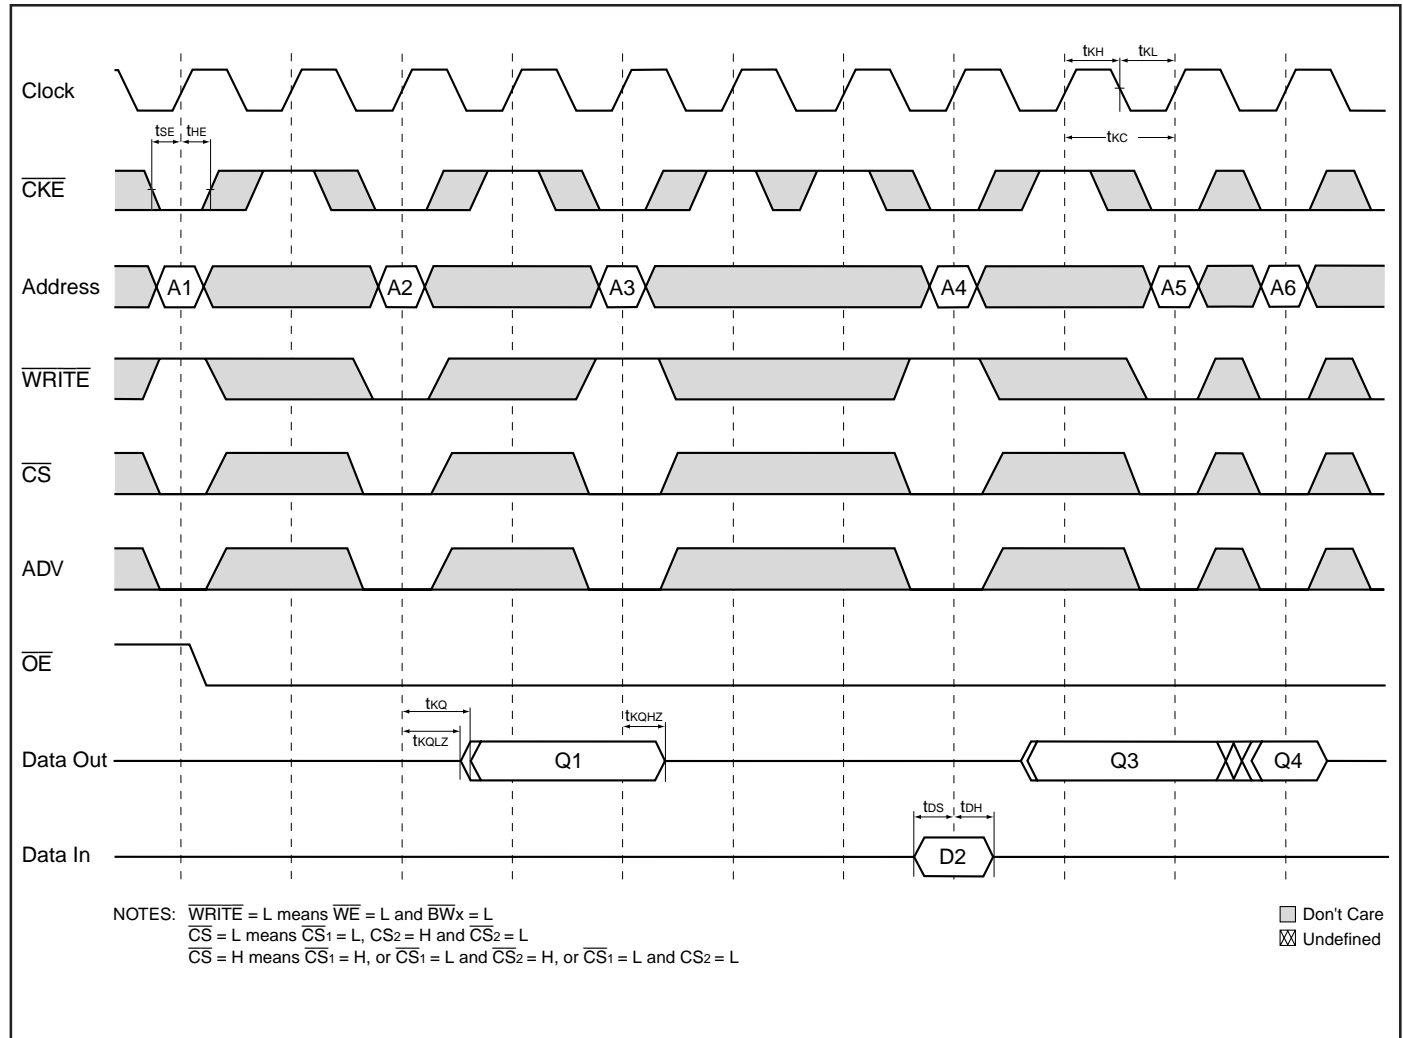 tKH tKL
Clock
tSE tHE
tKC
CKE
Address A1 A2 A3 A4 A5 A6
WRITE
CS
ADV
OE
tKQ
tKQLZ
tKQHZ
Data Out Q1 Q3 Q4
tDS tDH
Data In D2
NOTES: WRITE = L means WE = L and BWx = L
CS = L means CS1 = L, CS2 = H and CS2 = L
CS = H means CS1 = H, or CS1 = L and CS2 = H, or CS1 = L and CS2 = L
Don't Care
Undefined